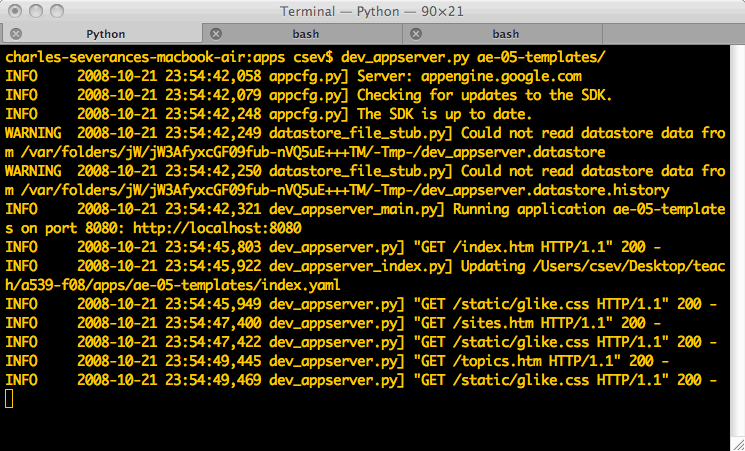 Terminal — Python — 90×21
Python
bash
bash
charles-severances-macbook-air:apps csev$ dev_appserver.py ae-05-templates/
INFO     2008-10-21 23:54:42,058 appcfg.py] Server: appengine.google.com
INFO     2008-10-21 23:54:42,079 appcfg.py] Checking for updates to the SDK.
INFO     2008-10-21 23:54:42,248 appcfg.py] The SDK is up to date.
WARNING  2008-10-21 23:54:42,249 datastore_file_stub.py] Could not read datastore data fro
m /var/folders/jW/jW3AfyxcGF09fub-nVQ5uE+++TM/-Tmp-/dev_appserver.datastore
WARNING  2008-10-21 23:54:42,250 datastore_file_stub.py] Could not read datastore data fro
m /var/folders/jW/jW3AfyxcGF09fub-nVQ5uE+++TM/-Tmp-/dev_appserver.datastore.history
INFO     2008-10-21 23:54:42,321 dev_appserver_main.py] Running application ae-05-template
s on port 8080: http://localhost:8080
INFO     2008-10-21 23:54:45,803 dev_appserver.py] "GET /index.htm HTTP/1.1" 200 -
INFO     2008-10-21 23:54:45,922 dev_appserver_index.py] Updating /Users/csev/Desktop/teac
h/a539-f08/apps/ae-05-templates/index.yaml
INFO     2008-10-21 23:54:45,949 dev_appserver.py] "GET /static/glike.css HTTP/1.1" 200 -
INFO     2008-10-21 23:54:47,400 dev_appserver.py] "GET /sites.htm HTTP/1.1" 200 -
INFO     2008-10-21 23:54:47,422 dev_appserver.py] "GET /static/glike.css HTTP/1.1" 200 -
INFO     2008-10-21 23:54:49,445 dev_appserver.py] "GET /topics.htm HTTP/1.1" 200 -
INFO     2008-10-21 23:54:49,469 dev_appserver.py] "GET /static/glike.css HTTP/1.1" 200 -